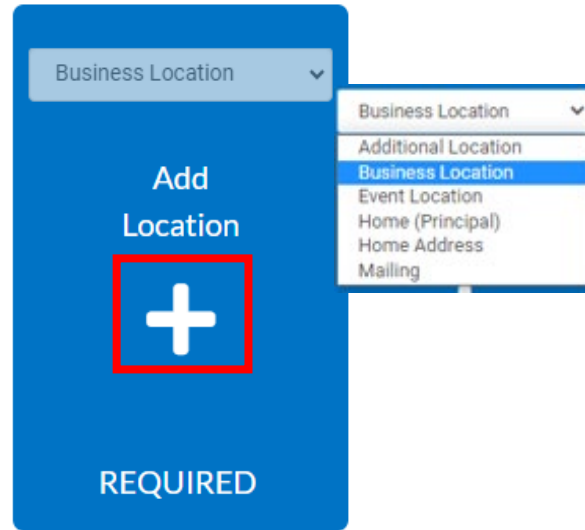 Business Location
Add
Location
REQUIRED
Business Location
Additional Location
Business Location
Event Location
Home (Principal)
Home Address
Mailing